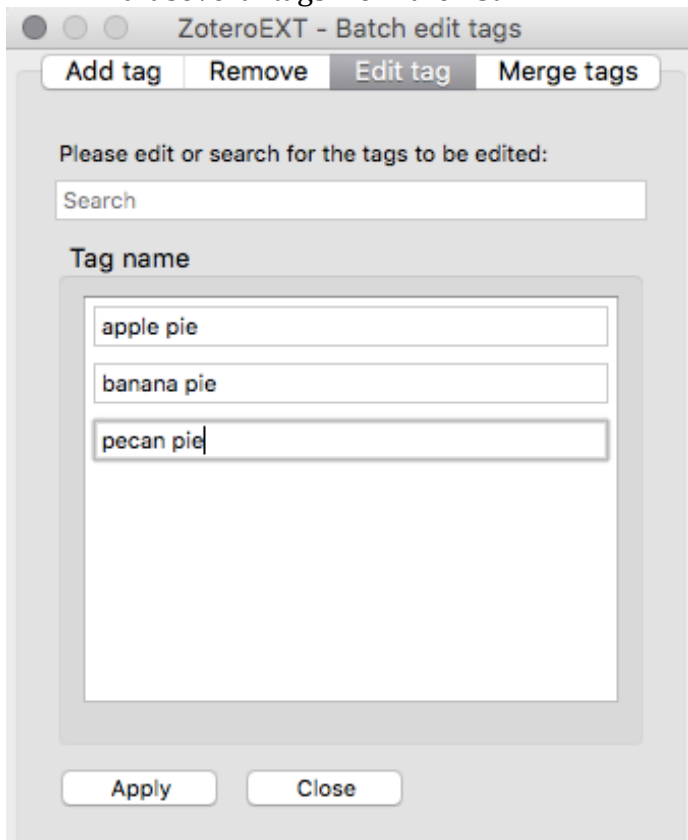 ZoteroEXT - Batch edit tags
Add tag Remove Edit tag Merge tags
Please edit or search for the tags to be edited:
Search
Tag name
apple pie
banana pie
pecan pie
Apply Close